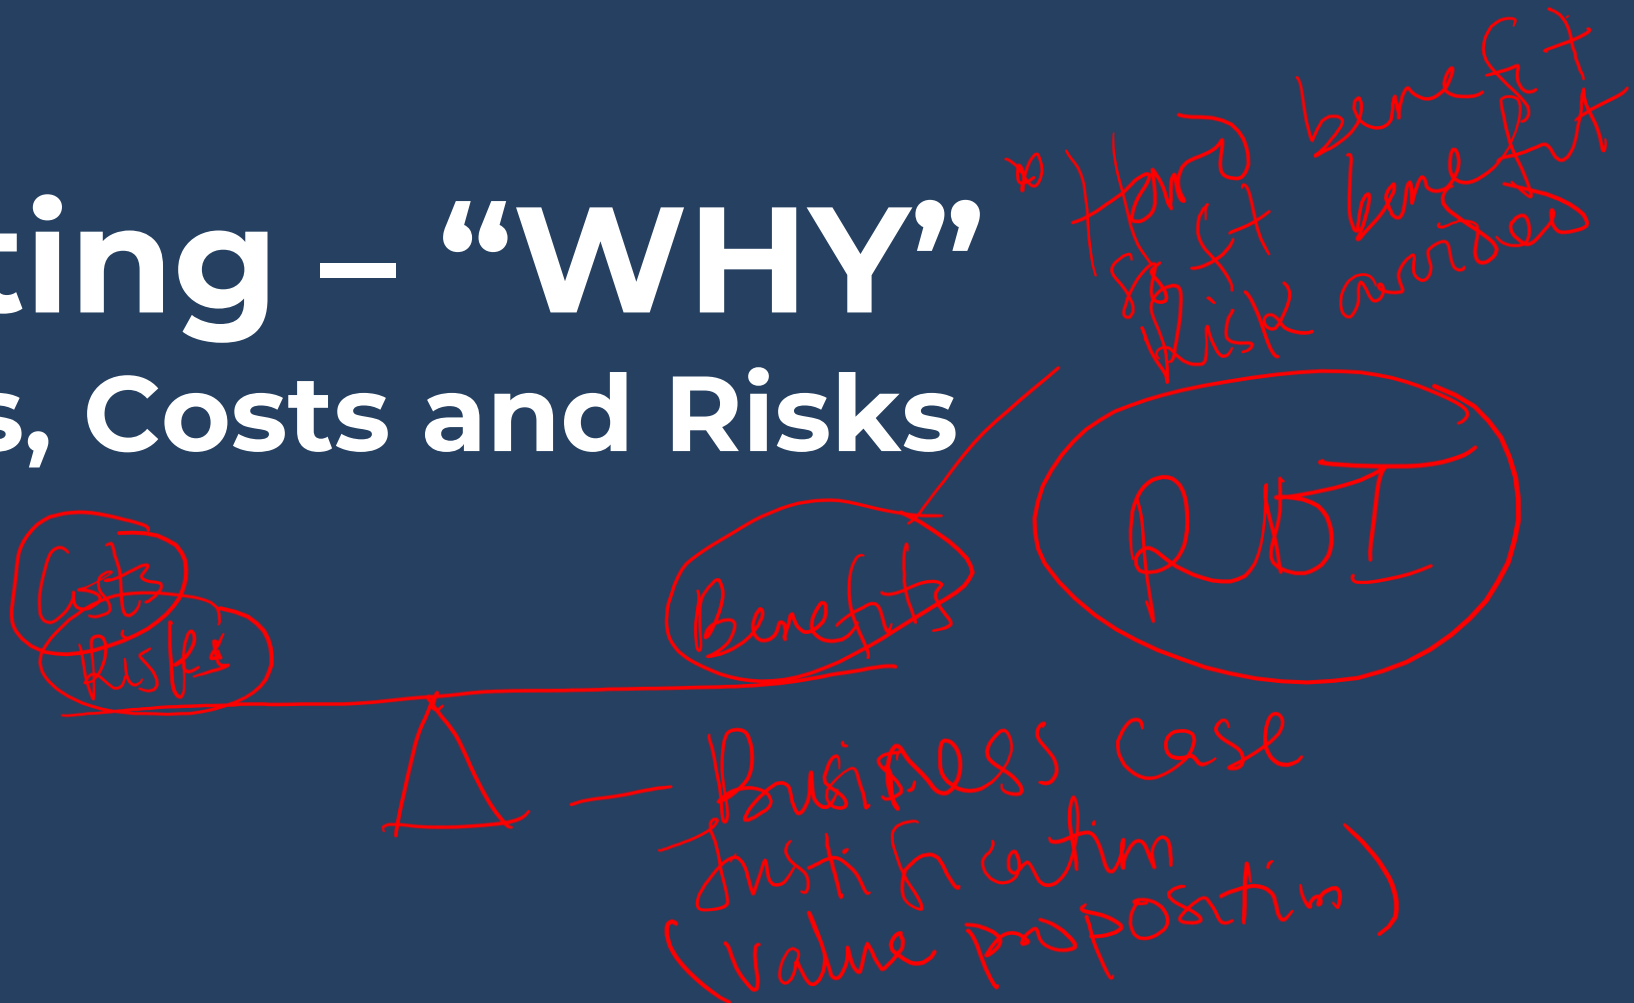 ting – “WHY”
s, Costs and Risks
Hard benefit
soft benefit
Risk avoided
ROI
Costs
Risks
Benefits
— Business case
Justification
(value proposition)